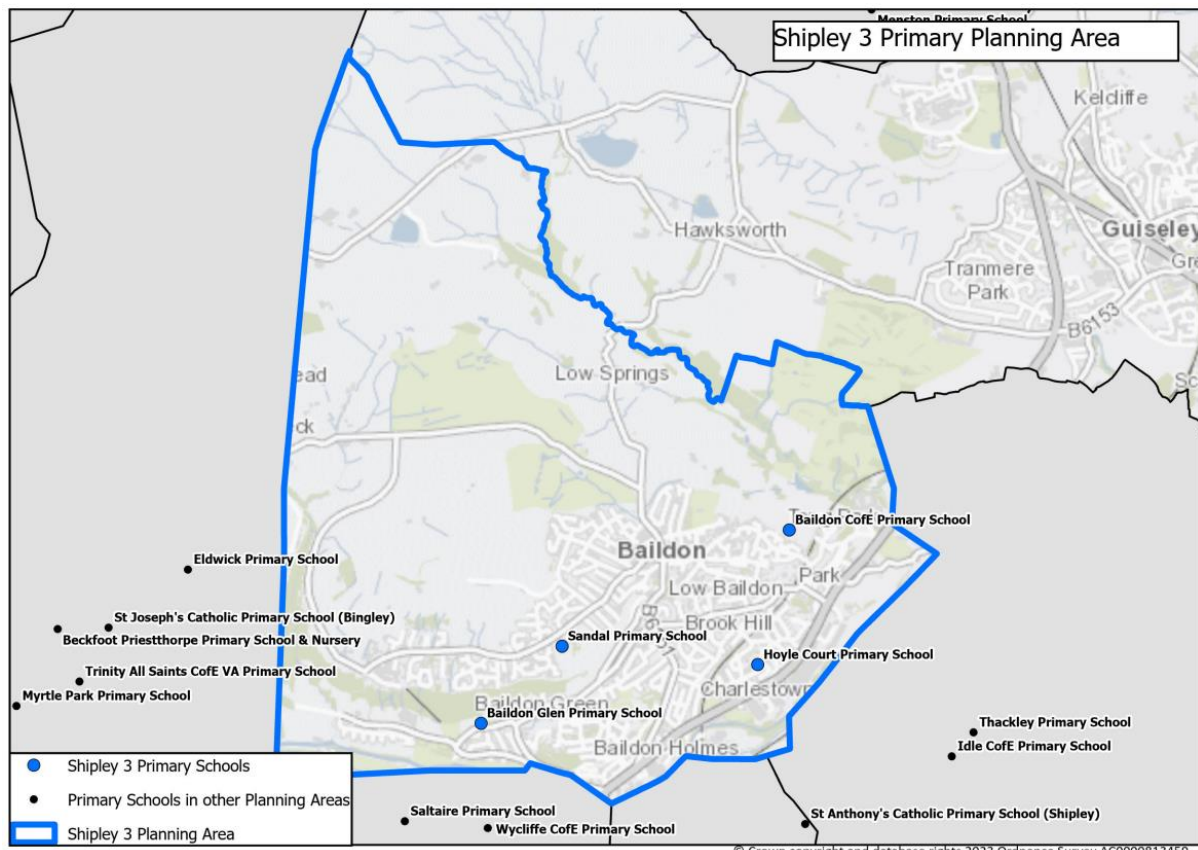 Menston Primary School
Shipley 3 Primary Planning Area
Keldiffe
Guiseley
Gre
Hawksworth
Tranmere
Park
B6153
Sc
Low Springs
ead
ck
Baildon CofE Primary School
Eldwick Primary School
Baildon
Park
Low Baildon
St Joseph's Catholic Primary School (Bingley)
Beckfoot Priestthorpe Primary School & Nursery
Brook Hill
Sandal Primary School
Hoyle Court Primary School
Trinity All Saints CofE VA Primary School
Charlestown
Myrtle Park Primary School
Baildon Green
Baildon Glen Primary School
Thackley Primary School
Baildon Holmes
Idle CofE Primary School
Shipley 3 Primary Schools
Primary Schools in other Planning Areas
Shipley 3 Planning Area
Saltaire Primary School
Wycliffe CofE Primary School
St Anthony's Catholic Primary School (Shipley)